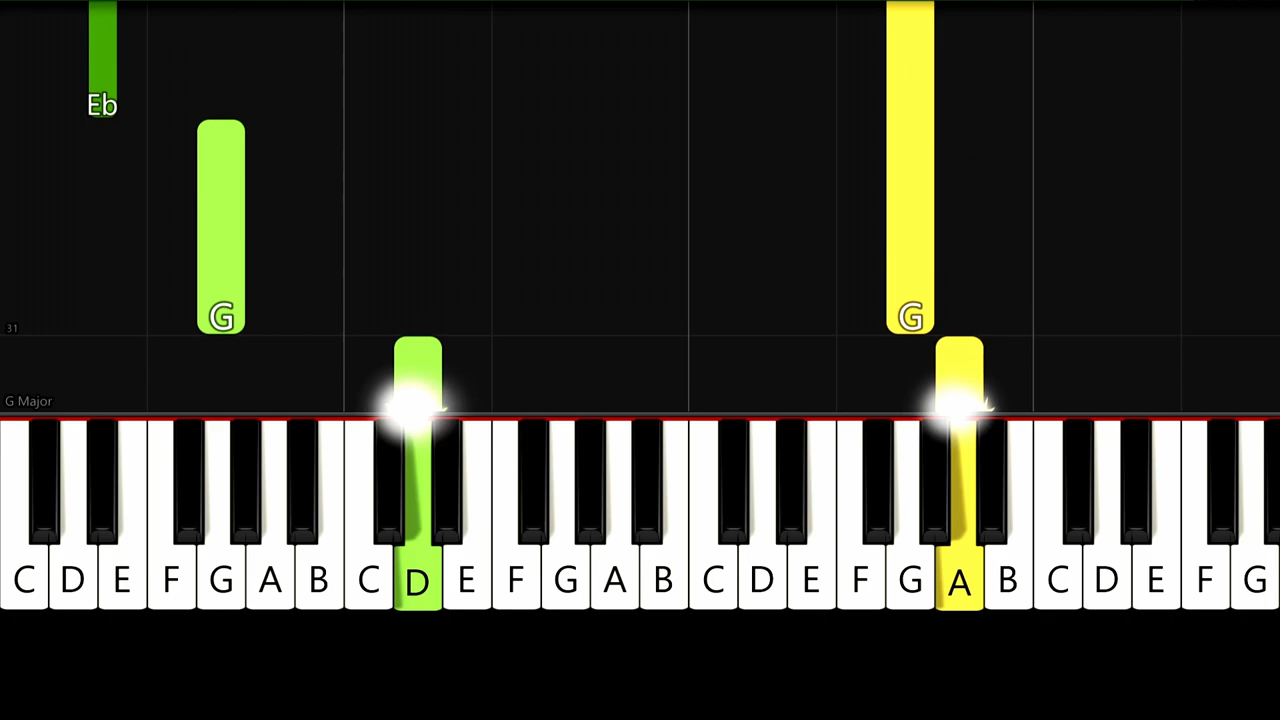 Eb
G G
31
G Major
C D E F G A B C D E F G A B C D E F G A B C D E F G